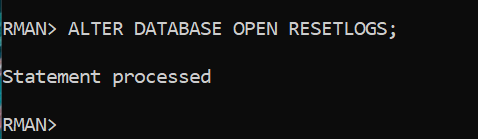 RMAN> ALTER DATABASE OPEN RESETLOGS;
Statement processed
RMAN>